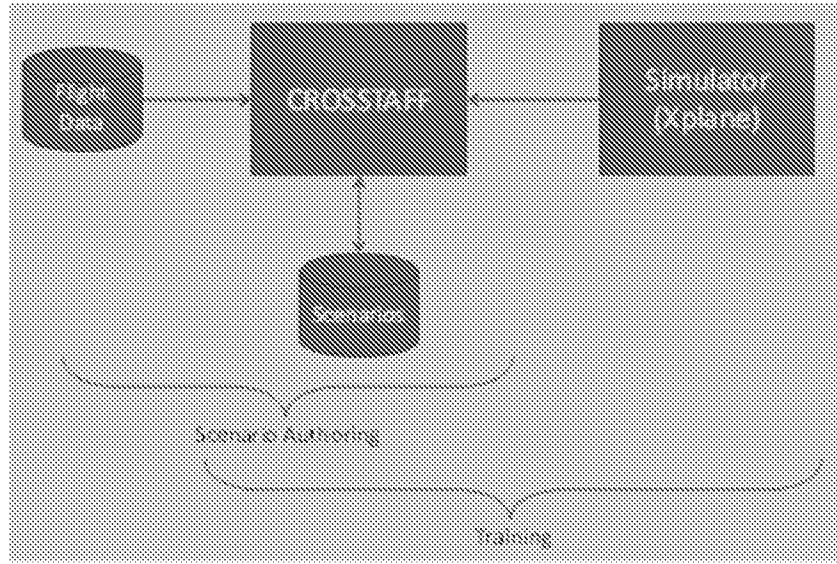 Flight
Data
CROSSTAFF
Simulator
(Xplane)
Scenarios
Scenario Authoring
Training